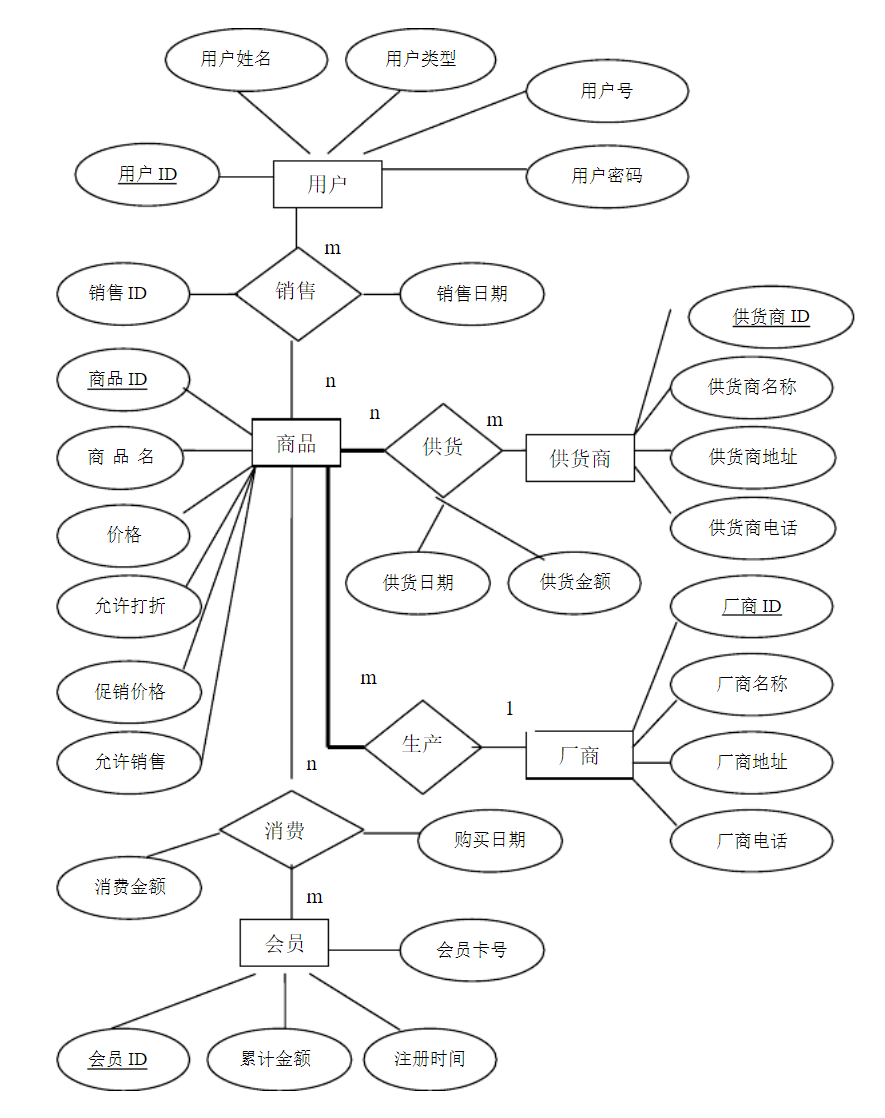 用户姓名
用户类型
用户号
用户 ID
用户
用户密码
m
销售 ID
销售
销售日期
供货商 ID
商品 ID
n
n
m
供货商名称
商 品 名
商品
供货
供货商
供货商地址
价格
供货商电话
允许打折
供货日期
供货金额
厂商 ID
促销价格
m
1
厂商名称
允许销售
n
生产
厂商
厂商地址
消费
购买日期
厂商电话
消费金额
m
会员
会员卡号
会员 ID
累计金额
注册时间